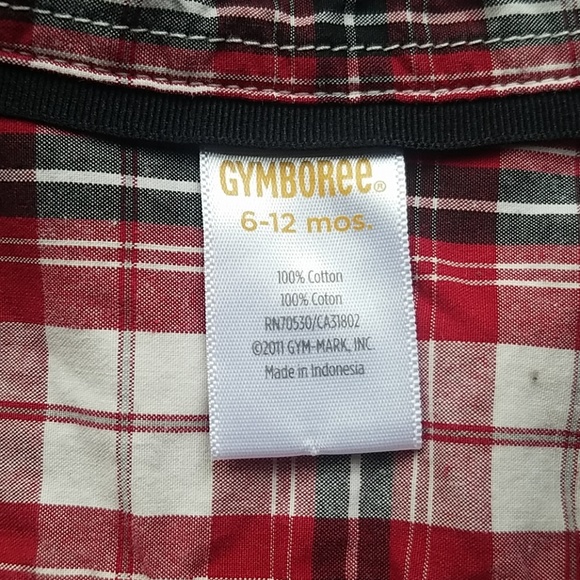 GYMBOREE®
6-12 mos.
100% Cotton
100% Coton
RN70530/CA31802
©2011 GYM-MARK, INC
Made in Indonesia